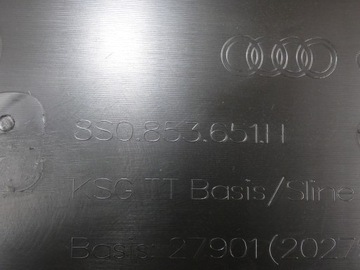 8S0.853.651.H
KSG TT Basis/Sline
Basis: 27901(2027